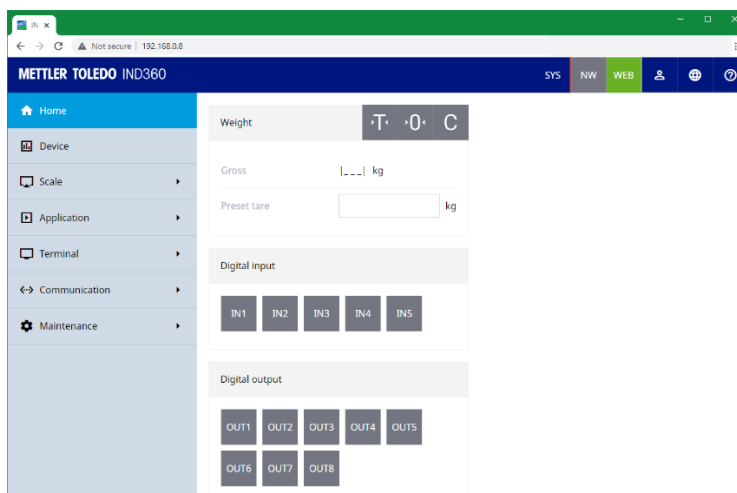 IN
Not secure | 192.168.0.8
METTLER TOLEDO IND360 SYS NW WEB
Home
Device
Scale
Application
Terminal
Communication
Maintenance
Weight T 0 C
Gross |___| kg
Preset tare kg
Digital input
IN1 IN2 IN3 IN4 IN5
Digital output
OUT1 OUT2 OUT3 OUT4 OUT5
OUT6 OUT7 OUT8